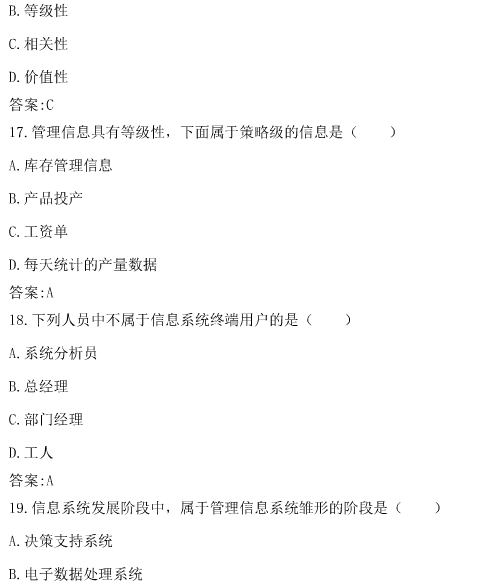 B.等级性
C.相关性
D.价值性
答案:C
17.管理信息具有等级性，下面属于策略级的信息是（　　）
A.库存管理信息
B.产品投产
C.工资单
D.每天统计的产量数据
答案:A
18.下列人员中不属于信息系统终端用户的是（　　）
A.系统分析员
B.总经理
C.部门经理
D.工人
答案:A
19.信息系统发展阶段中，属于管理信息系统雏形的阶段是（　　）
A.决策支持系统
B.电子数据处理系统